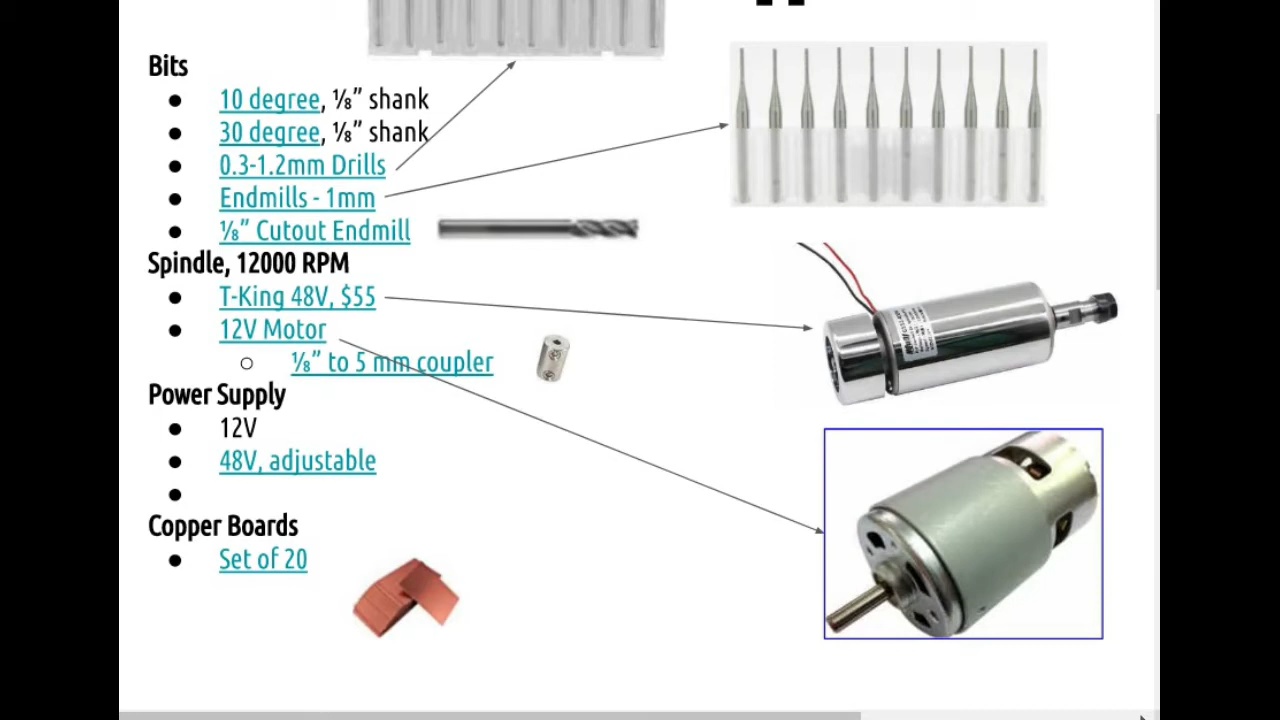 Bits
● 10 degree, ⅛” shank
● 30 degree, ⅛” shank
● 0.3-1.2mm Drills
● Endmills - 1mm
● ⅛” Cutout Endmill
Spindle, 12000 RPM
● T-King 48V, $55
● 12V Motor
○ ⅛” to 5 mm coupler
Power Supply
● 12V
● 48V, adjustable
●
Copper Boards
● Set of 20